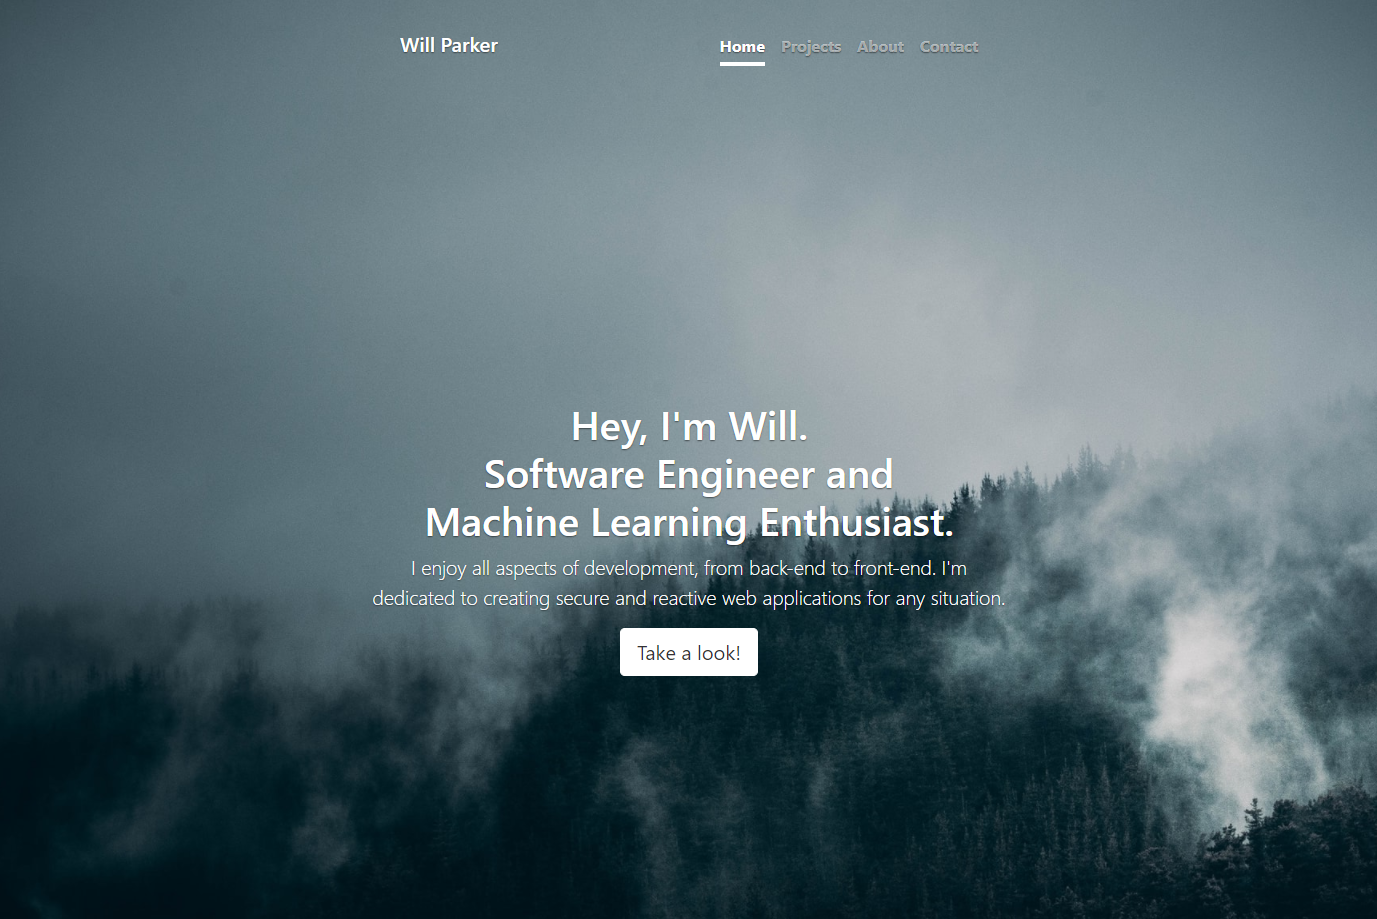 Will Parker
Home Projects About Contact
Hey, I'm Will.
Software Engineer and
Machine Learning Enthusiast.
I enjoy all aspects of development, from back-end to front-end. I'm
dedicated to creating secure and reactive web applications for any situation.
Take a look!